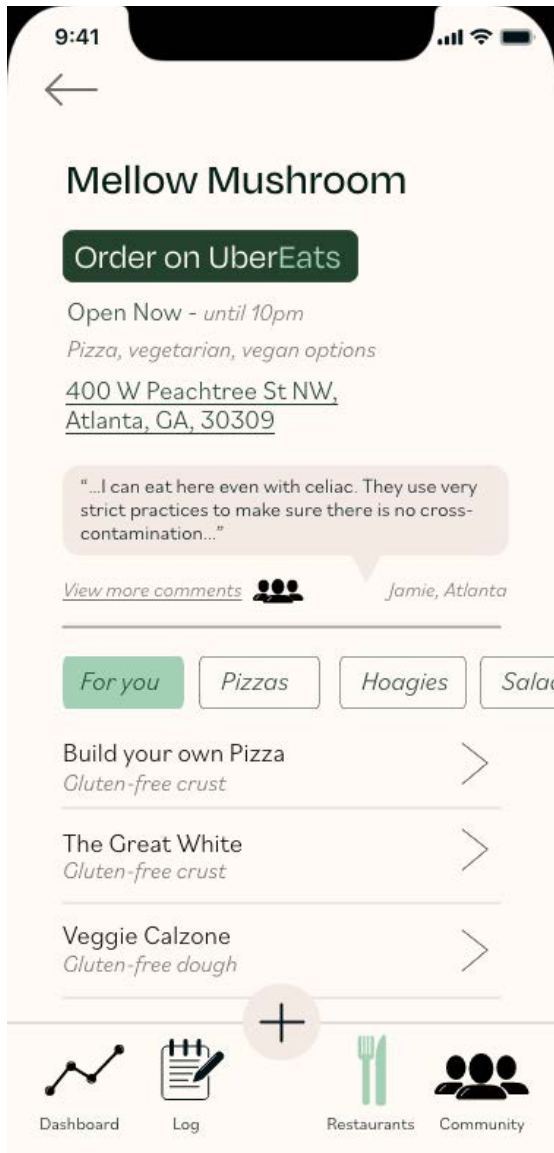 9:41
Mellow Mushroom
Order on UberEats
Open Now - until 10pm
Pizza, vegetarian, vegan options
400 W Peachtree St NW,
Atlanta, GA, 30309
“...I can eat here even with celiac. They use very
strict practices to make sure there is no cross-
contamination...”
View more comments
Jamie, Atlanta
For you
Pizzas
Hoagies
Salad
Build your own Pizza
Gluten-free crust
The Great White
Gluten-free crust
Veggie Calzone
Gluten-free dough
Dashboard
Log
Restaurants
Community